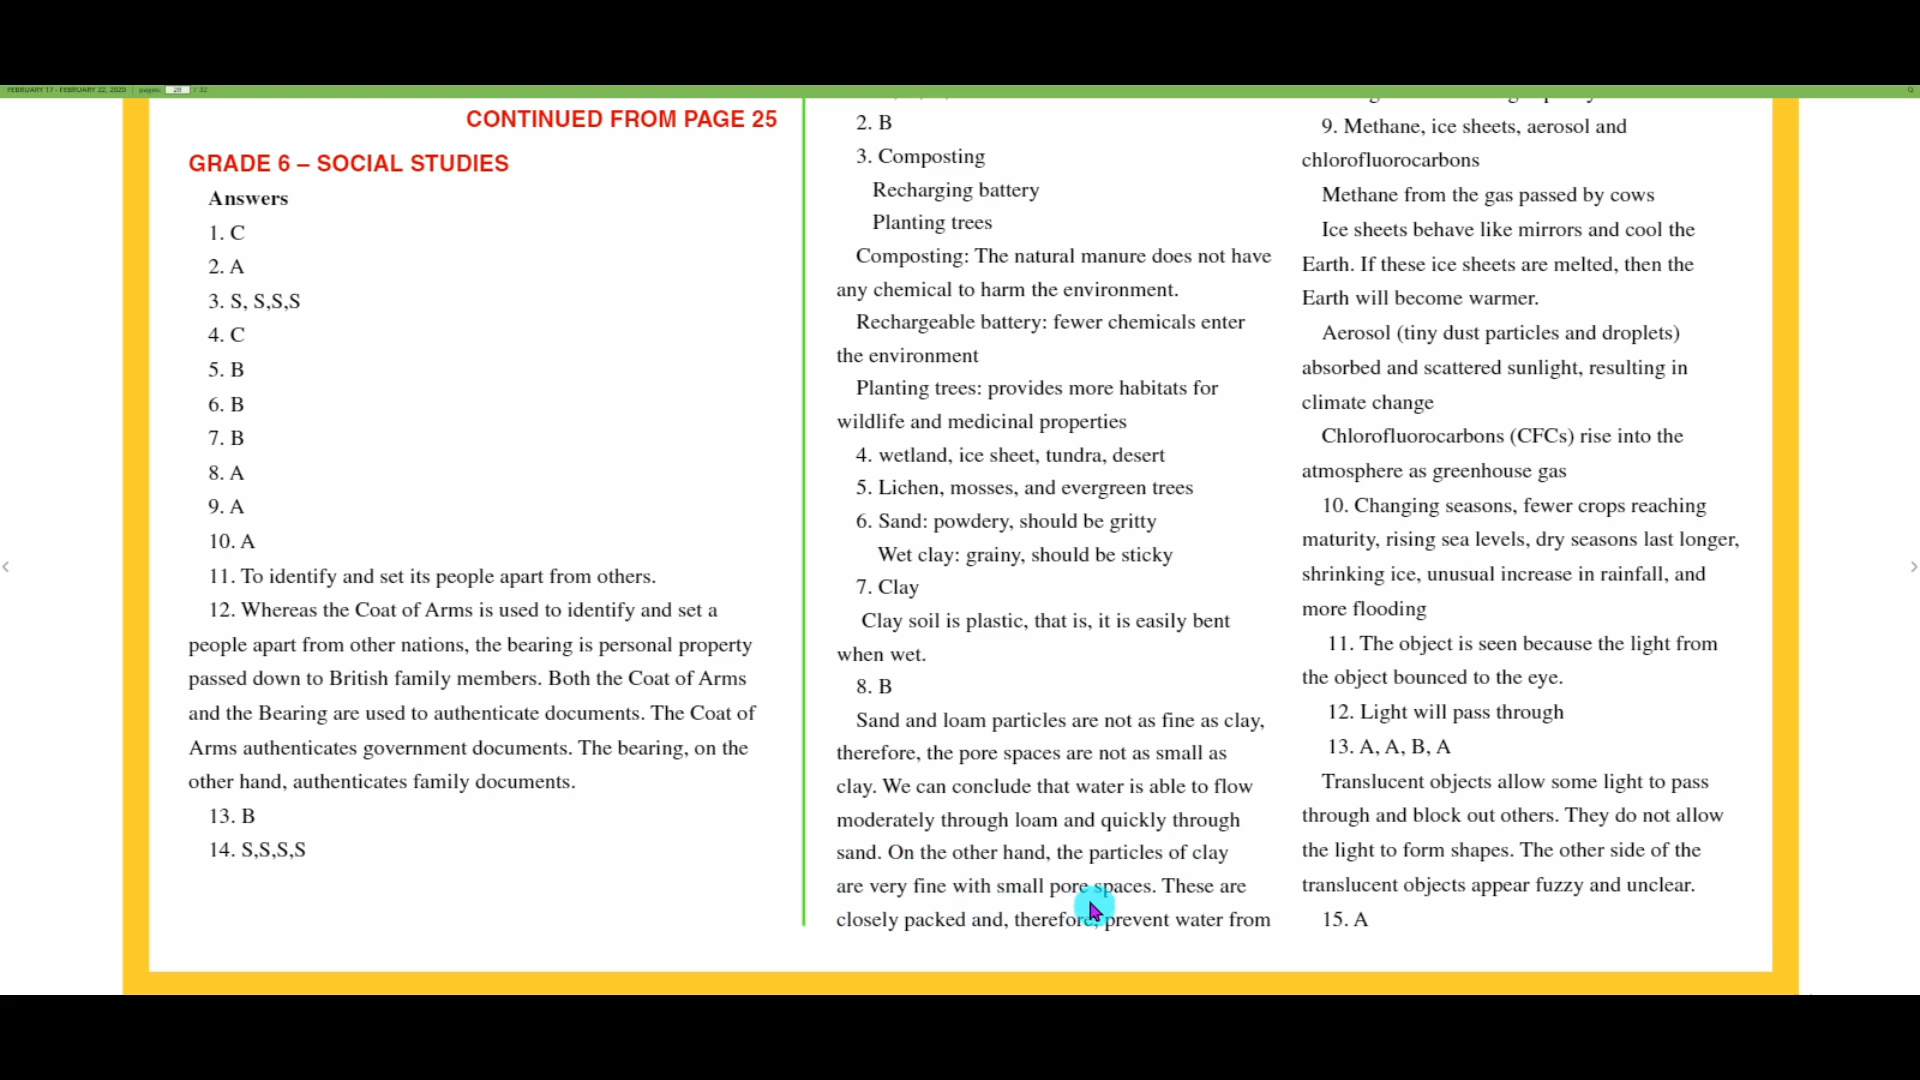 FEBRUARY 17 - FEBRUARY 22, 2020 pages: 28 / 32
CONTINUED FROM PAGE 25
GRADE 6 – SOCIAL STUDIES
Answers
1. C
2. A
3. S, S,S,S
4. C
5. B
6. B
7. B
8. A
9. A
10. A
11. To identify and set its people apart from others.
12. Whereas the Coat of Arms is used to identify and set a
people apart from other nations, the bearing is personal property
passed down to British family members. Both the Coat of Arms
and the Bearing are used to authenticate documents. The Coat of
Arms authenticates government documents. The bearing, on the
other hand, authenticates family documents.
13. B
14. S,S,S,S
2. B
3. Composting
Recharging battery
Planting trees
Composting: The natural manure does not have
any chemical to harm the environment.
Rechargeable battery: fewer chemicals enter
the environment
Planting trees: provides more habitats for
wildlife and medicinal properties
4. wetland, ice sheet, tundra, desert
5. Lichen, mosses, and evergreen trees
6. Sand: powdery, should be gritty
Wet clay: grainy, should be sticky
7. Clay
Clay soil is plastic, that is, it is easily bent
when wet.
8. B
Sand and loam particles are not as fine as clay,
therefore, the pore spaces are not as small as
clay. We can conclude that water is able to flow
moderately through loam and quickly through
sand. On the other hand, the particles of clay
are very fine with small pore spaces. These are
closely packed and, therefore, prevent water from
9. Methane, ice sheets, aerosol and
chlorofluorocarbons
Methane from the gas passed by cows
Ice sheets behave like mirrors and cool the
Earth. If these ice sheets are melted, then the
Earth will become warmer.
Aerosol (tiny dust particles and droplets)
absorbed and scattered sunlight, resulting in
climate change
Chlorofluorocarbons (CFCs) rise into the
atmosphere as greenhouse gas
10. Changing seasons, fewer crops reaching
maturity, rising sea levels, dry seasons last longer,
shrinking ice, unusual increase in rainfall, and
more flooding
11. The object is seen because the light from
the object bounced to the eye.
12. Light will pass through
13. A, A, B, A
Translucent objects allow some light to pass
through and block out others. They do not allow
the light to form shapes. The other side of the
translucent objects appear fuzzy and unclear.
15. A